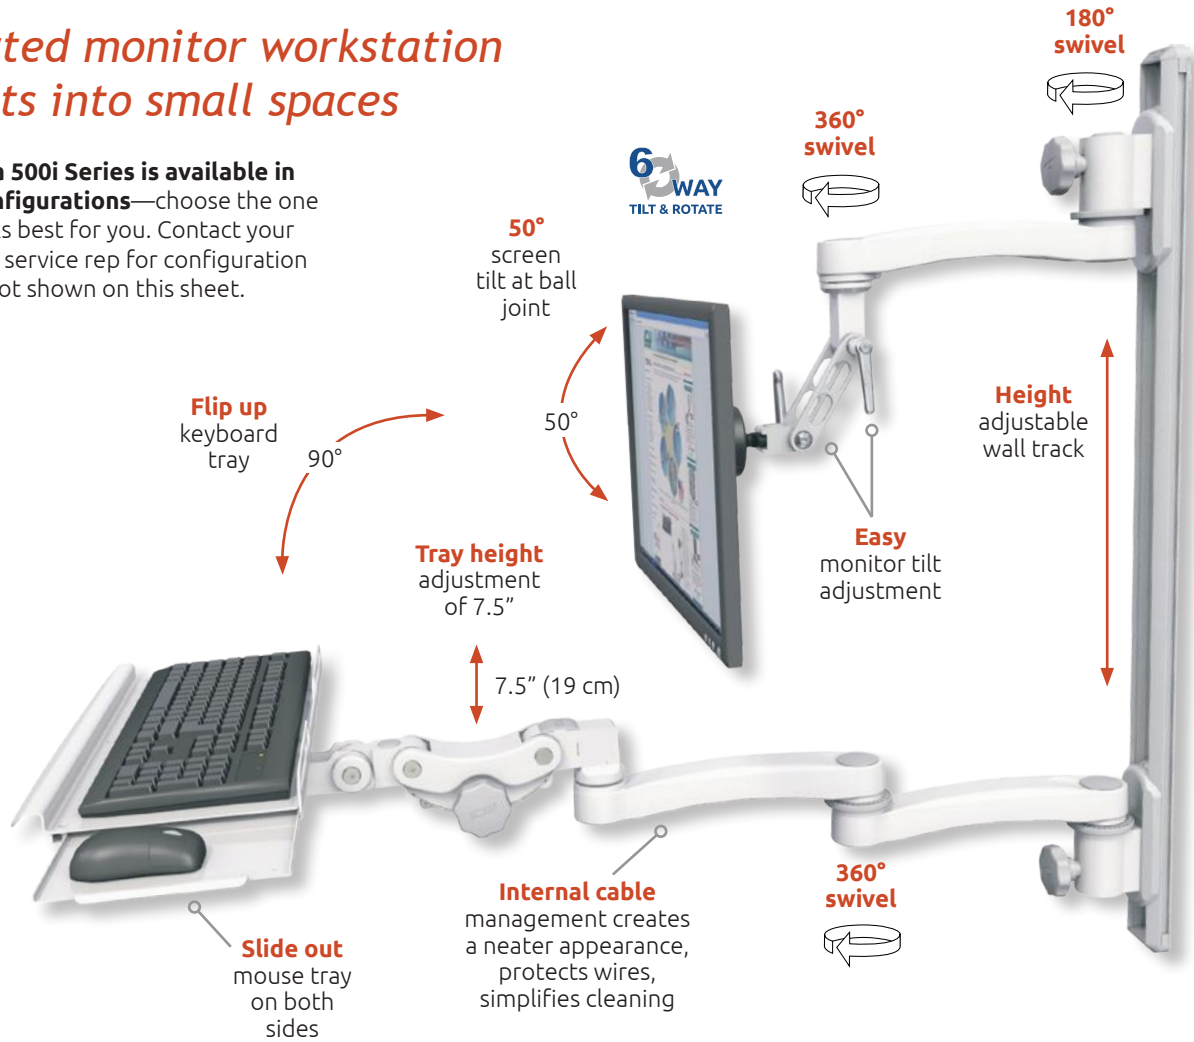 ted monitor workstation
ts into small spaces
500i Series is available in
nfigurations—choose the one
s best for you. Contact your
service rep for configuration
ot shown on this sheet.
180°
swivel
360°
swivel
6 WAY
TILT & ROTATE
50°
screen
tilt at ball
joint
50°
Flip up
keyboard
tray
90°
Height
adjustable
wall track
Easy
monitor tilt
adjustment
Tray height
adjustment
of 7.5”
7.5” (19 cm)
Internal cable
management creates
a neater appearance,
protects wires,
simplifies cleaning
360°
swivel
Slide out
mouse tray
on both
sides